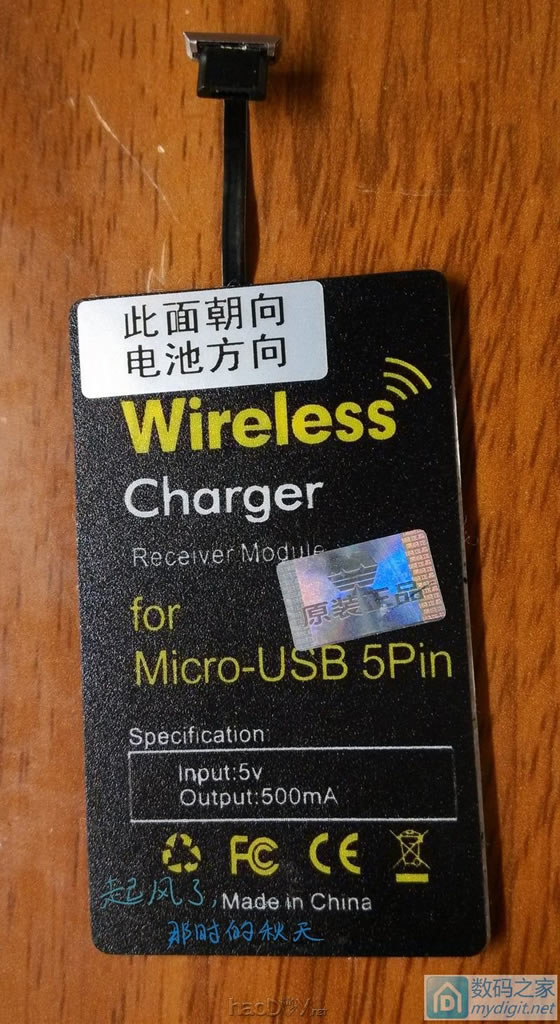 此面朝向
电池方向
Wireless
Charger
Receiver Module
原装正品
for
Micro-USB 5Pin
Specification:
Input:5v
Output:500mA
FC CE
起风了,
Made in China
那时的秋天
数码之家
mydigit.net